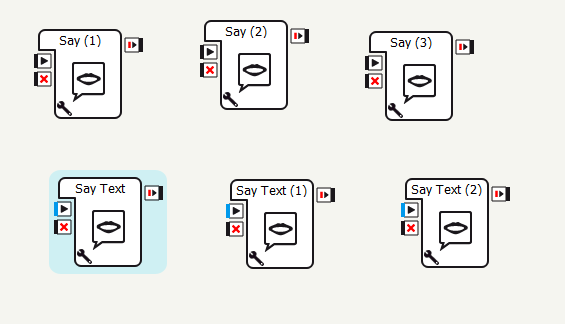 Say (1)
Say (2)
Say (3)
Say Text
Say Text (1)
Say Text (2)